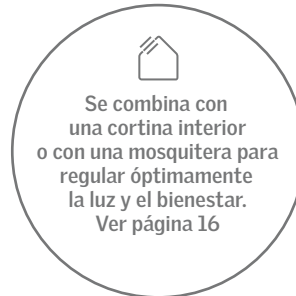 Se combina con
una cortina interior
o con una mosquitera para
regular óptimamente
la luz y el bienestar.
Ver página 16